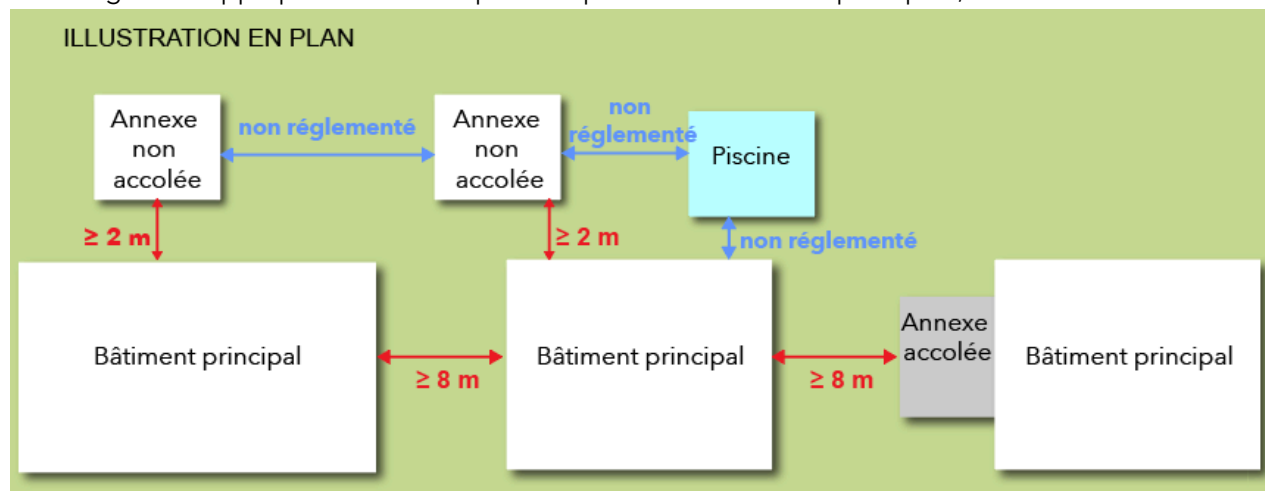 ILLUSTRATION EN PLAN
Annexe
non
accolée
non réglementé
Annexe
non
accolée
non
réglementé
Piscine
≥ 2 m
≥ 2 m
non réglementé
Bâtiment principal
≥ 8 m
Bâtiment principal
≥ 8 m
Annexe
accolée
Bâtiment principal